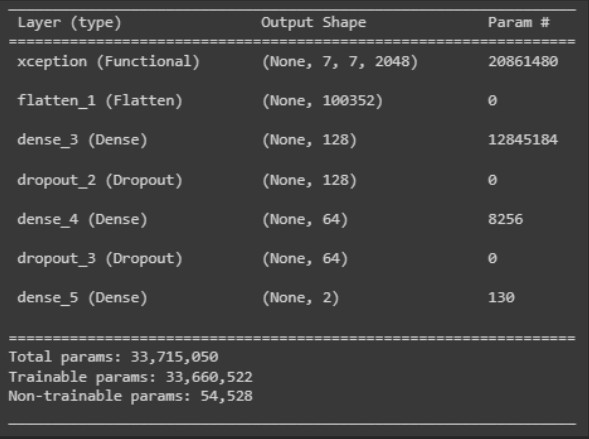 Layer (type) Output Shape Param #
xception (Functional) (None, 7, 7, 2048) 20861480
flatten_1 (Flatten) (None, 100352) 0
dense_3 (Dense) (None, 128) 12845184
dropout_2 (Dropout) (None, 128) 0
dense_4 (Dense) (None, 64) 8256
dropout_3 (Dropout) (None, 64) 0
dense_5 (Dense) (None, 2) 130
Total params: 33,715,050
Trainable params: 33,660,522
Non-trainable params: 54,528